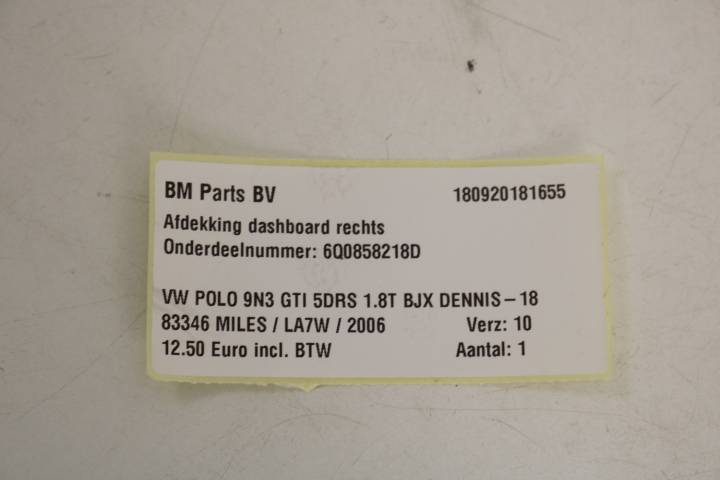 BM Parts BV 180920181655
Afdekking dashboard rechts
Onderdeelnummer: 6Q0858218D
VW POLO 9N3 GTI 5DRS 1.8T BJX DENNIS-18
83346 MILES / LA7W / 2006 Verz: 10
12.50 Euro incl. BTW Aantal: 1